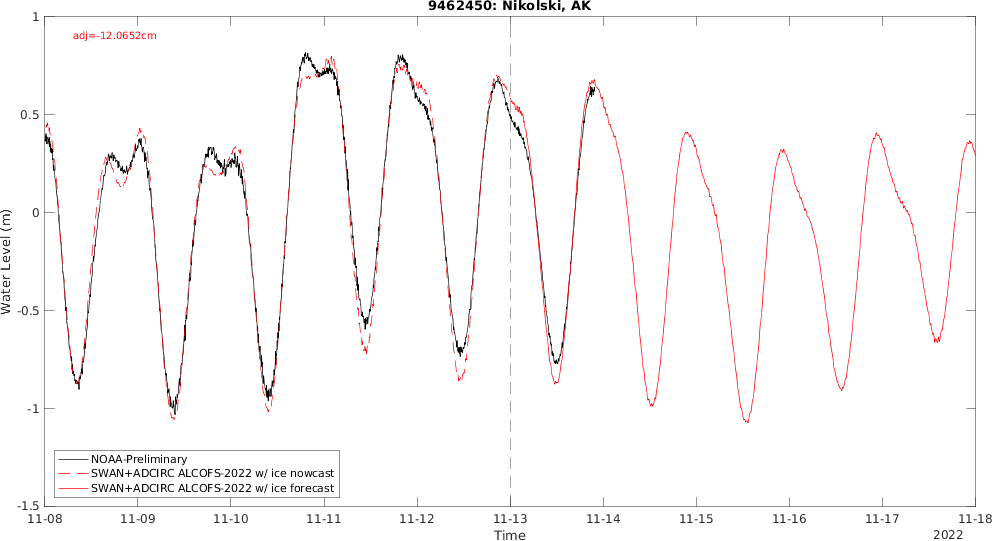 9462450: Nikolski, AK
adj=-12.0652cm
1
0.5
0
-0.5
-1
-1.5
Water Level (m)
NOAA-Preliminary
SWAN+ADCIRC ALCOFS-2022 w/ ice nowcast
SWAN+ADCIRC ALCOFS-2022 w/ ice forecast
11-08 11-09 11-10 11-11 11-12 11-13 11-14 11-15 11-16 11-17 11-18
Time
2022